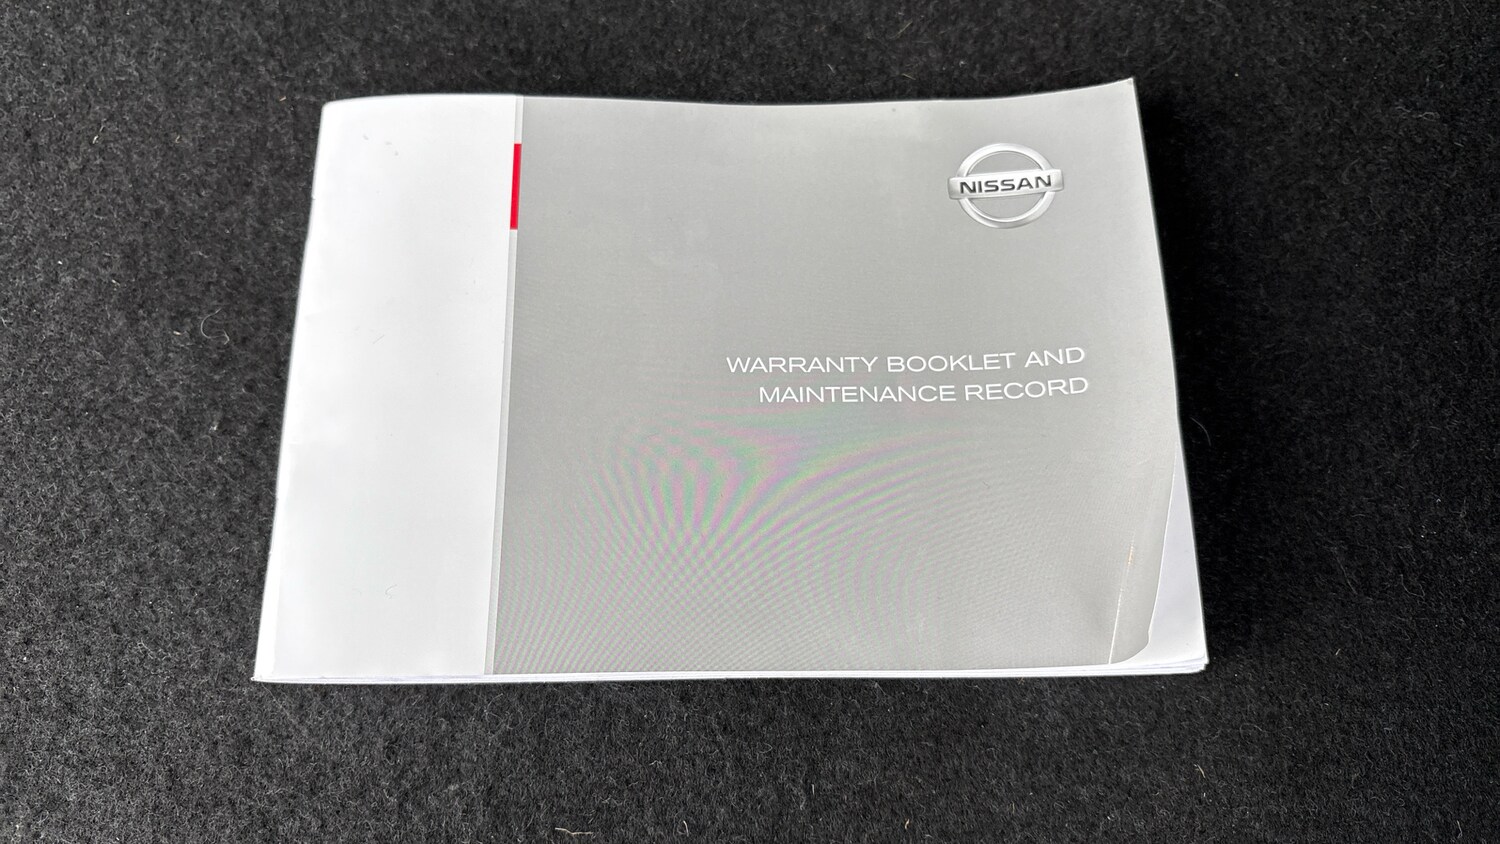 NISSAN
WARRANTY BOOKLET AND
MAINTENANCE RECORD